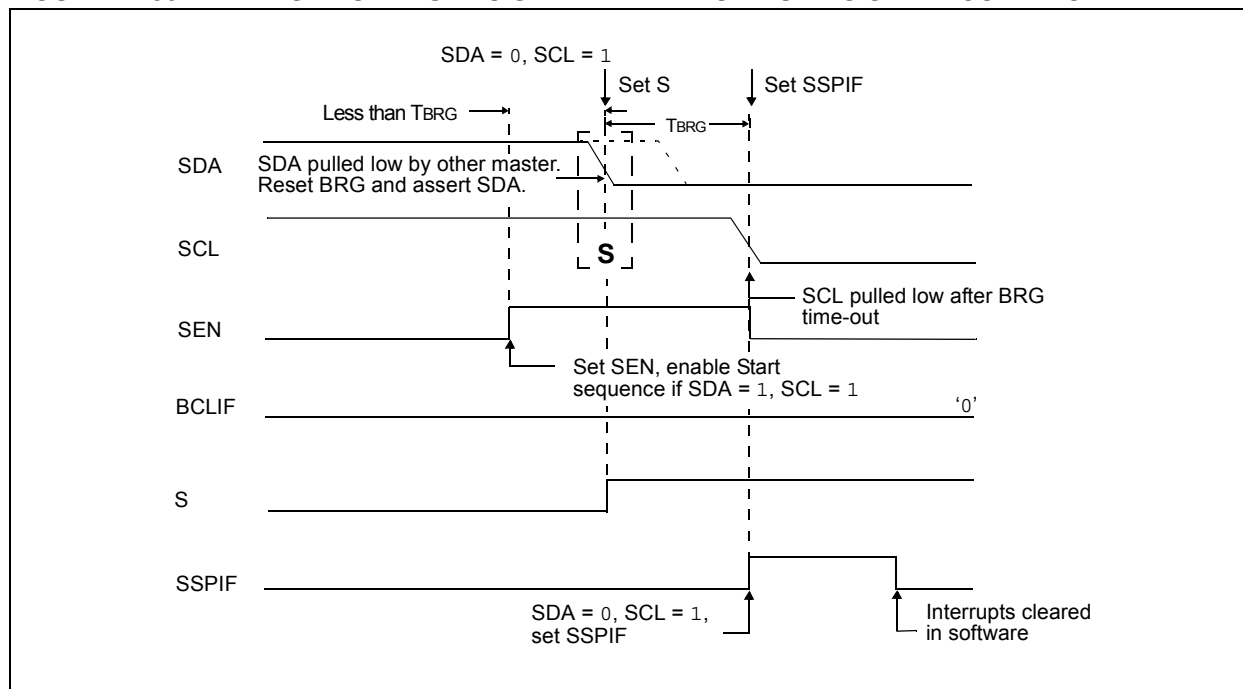 SDA = 0, SCL = 1
Set S
Set SSPIF
Less than TBRG
TBRG
SDA
SDA pulled low by other master.
Reset BRG and assert SDA.
SCL
S
SCL pulled low after BRG
time-out
SEN
Set SEN, enable Start
sequence if SDA = 1, SCL = 1
BCLIF
‘0’
S
SSPIF
SDA = 0, SCL = 1,
set SSPIF
Interrupts cleared
in software